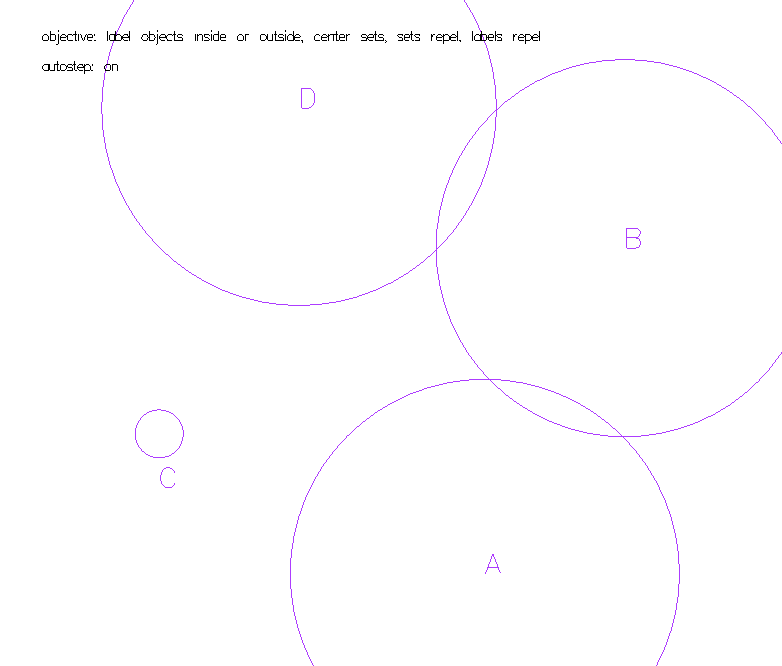 objective: label objects inside or outside, center sets, sets repel, labels repel
autostep: on
D
B
C
A